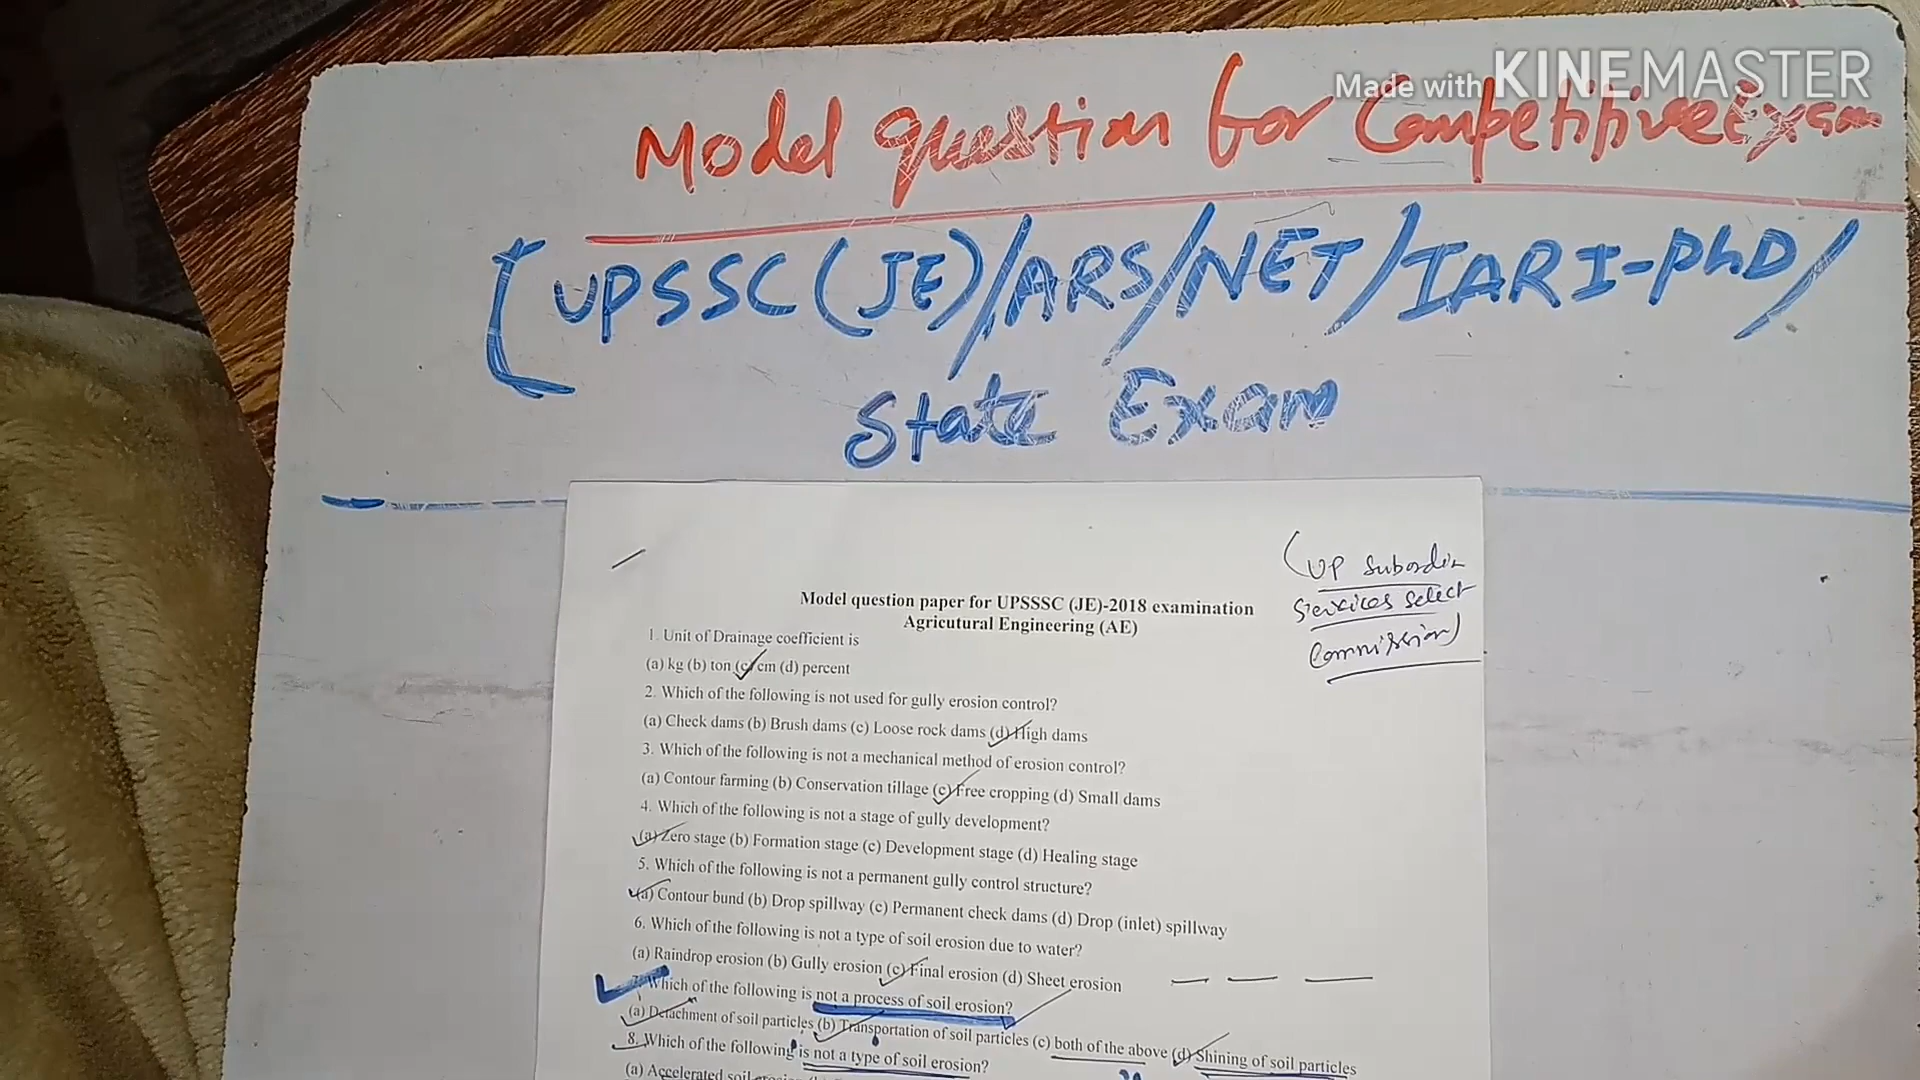 Made with KINEMASTER
Model question for Competitive Exam
[UPSSSC (JE)/ARS/NET/IARI-PhD/
State Exam
(UP Subordin
Services Select
Commission)
Model question paper for UPSSSC (JE)-2018 examination
Agricutural Engineering (AE)
1. Unit of Drainage coefficient is
(a) kg (b) ton (c) cm (d) percent
2. Which of the following is not used for gully erosion control?
(a) Check dams (b) Brush dams (c) Loose rock dams (d) High dams
3. Which of the following is not a mechanical method of erosion control?
(a) Contour farming (b) Conservation tillage (c) Free cropping (d) Small dams
4. Which of the following is not a stage of gully development?
(a) Zero stage (b) Formation stage (c) Development stage (d) Healing stage
5. Which of the following is not a permanent gully control structure?
(a) Contour bund (b) Drop spillway (c) Permanent check dams (d) Drop (inlet) spillway
6. Which of the following is not a type of soil erosion due to water?
(a) Raindrop erosion (b) Gully erosion (c) Final erosion (d) Sheet erosion
7. Which of the following is not a process of soil erosion?
(a) Detachment of soil particles (b) Transportation of soil particles (c) both of the above (d) Shining of soil particles
8. Which of the following is not a type of soil erosion?
(a) Accelerated soil